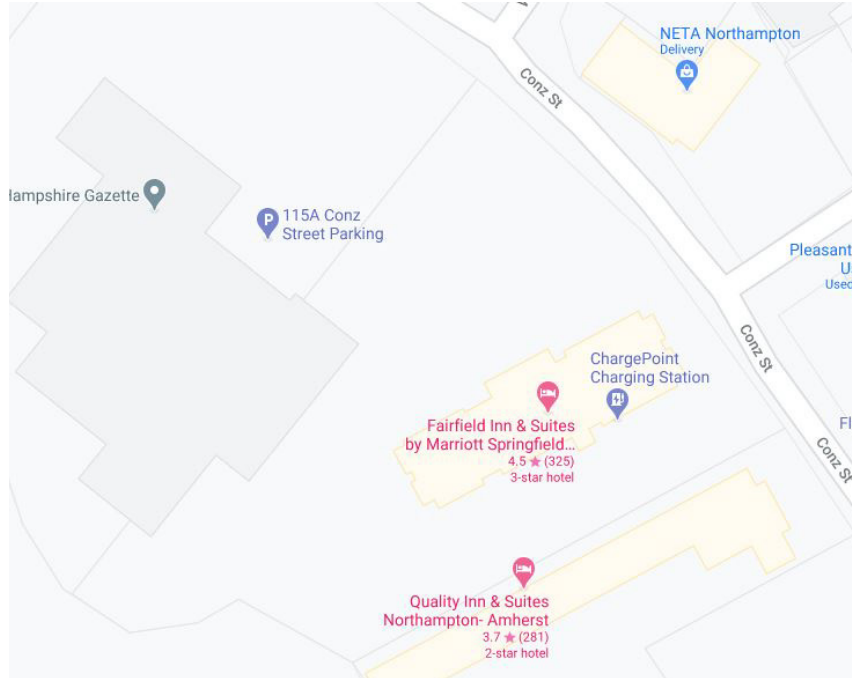 NETA Northampton
Delivery
Conz St
Hampshire Gazette
115A Conz
Street Parking
Pleasant
U
Used
Conz St
ChargePoint
Charging Station
Fairfield Inn & Suites
by Marriott Springfield...
4.5 ★ (325)
3-star hotel
Fl
Conz St
Quality Inn & Suites
Northampton- Amherst
3.7 ★ (281)
2-star hotel